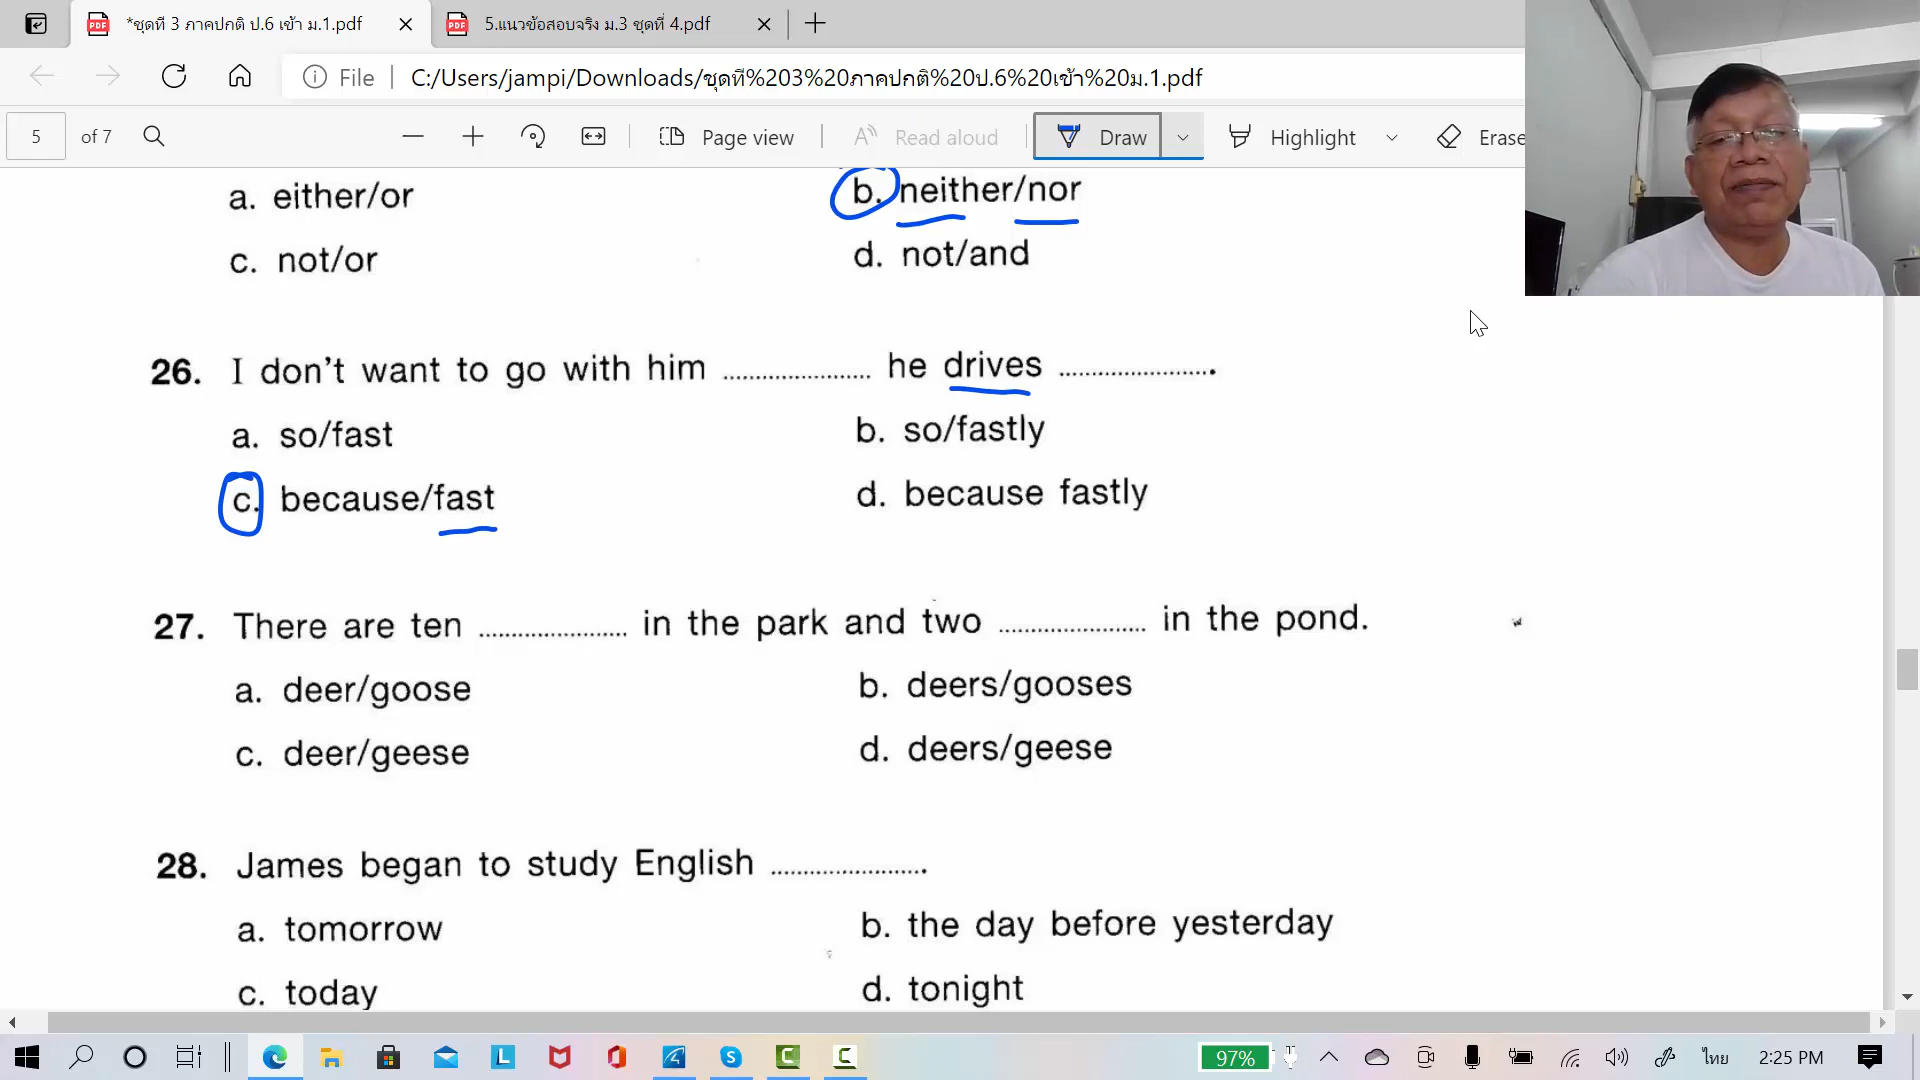 *ชุดที่ 3 ภาคปกติ ป.6 เข้า ม.1.pdf
5.แนวข้อสอบจริง ม.3 ชุดที่ 4.pdf
File
C:/Users/jampi/Downloads/ชุดที่%203%20ภาคปกติ%20ป.6%20เข้า%20ม.1.pdf
5 of 7
Page view
Read aloud
Draw
Highlight
Erase
a. either/or
b. neither/nor
c. not/or
d. not/and
26. I don't want to go with him .................... he drives .....................
a. so/fast
b. so/fastly
c. because/fast
d. because fastly
27. There are ten .................... in the park and two .................... in the pond.
a. deer/goose
b. deers/gooses
c. deer/geese
d. deers/geese
28. James began to study English .....................
a. tomorrow
b. the day before yesterday
c. today
d. tonight
97%
ไทย
2:25 PM